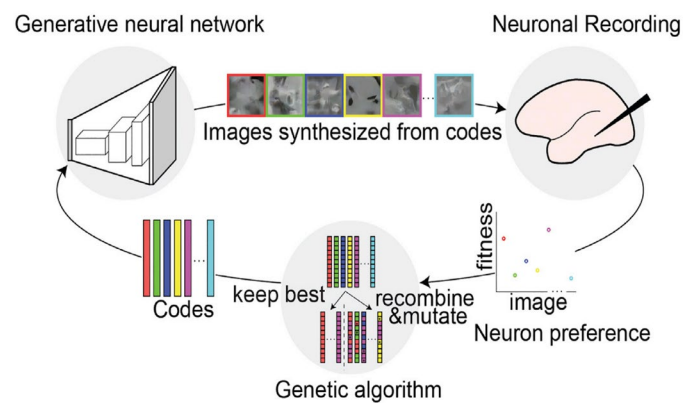 Generative neural network
Neuronal Recording
Images synthesized from codes
fitness
image
Neuron preference
Codes
keep best
recombine
&mutate
Genetic algorithm